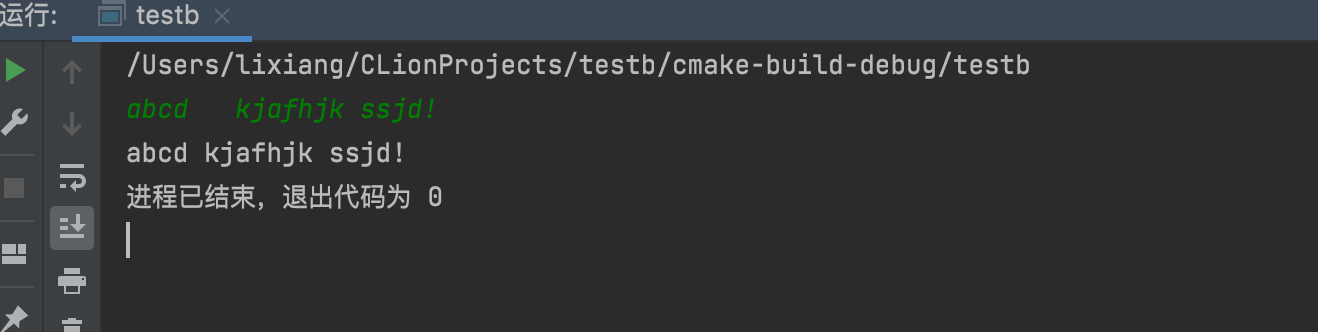 运行: testb
/Users/lixiang/CLionProjects/testb/cmake-build-debug/testb
abcd   kjafhjk ssjd!
abcd kjafhjk ssjd!
进程已结束，退出代码为 0